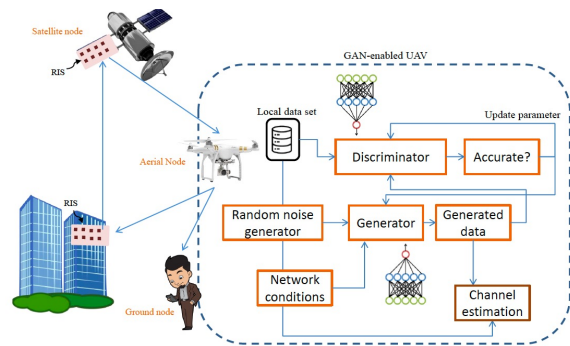 Satellite node
RIS
GAN-enabled UAV
Local data set
Update parameter
Aerial Node
Discriminator
Accurate?
RIS
Random noise
generator
Generator
Generated
data
Network
conditions
Channel
estimation
Ground node